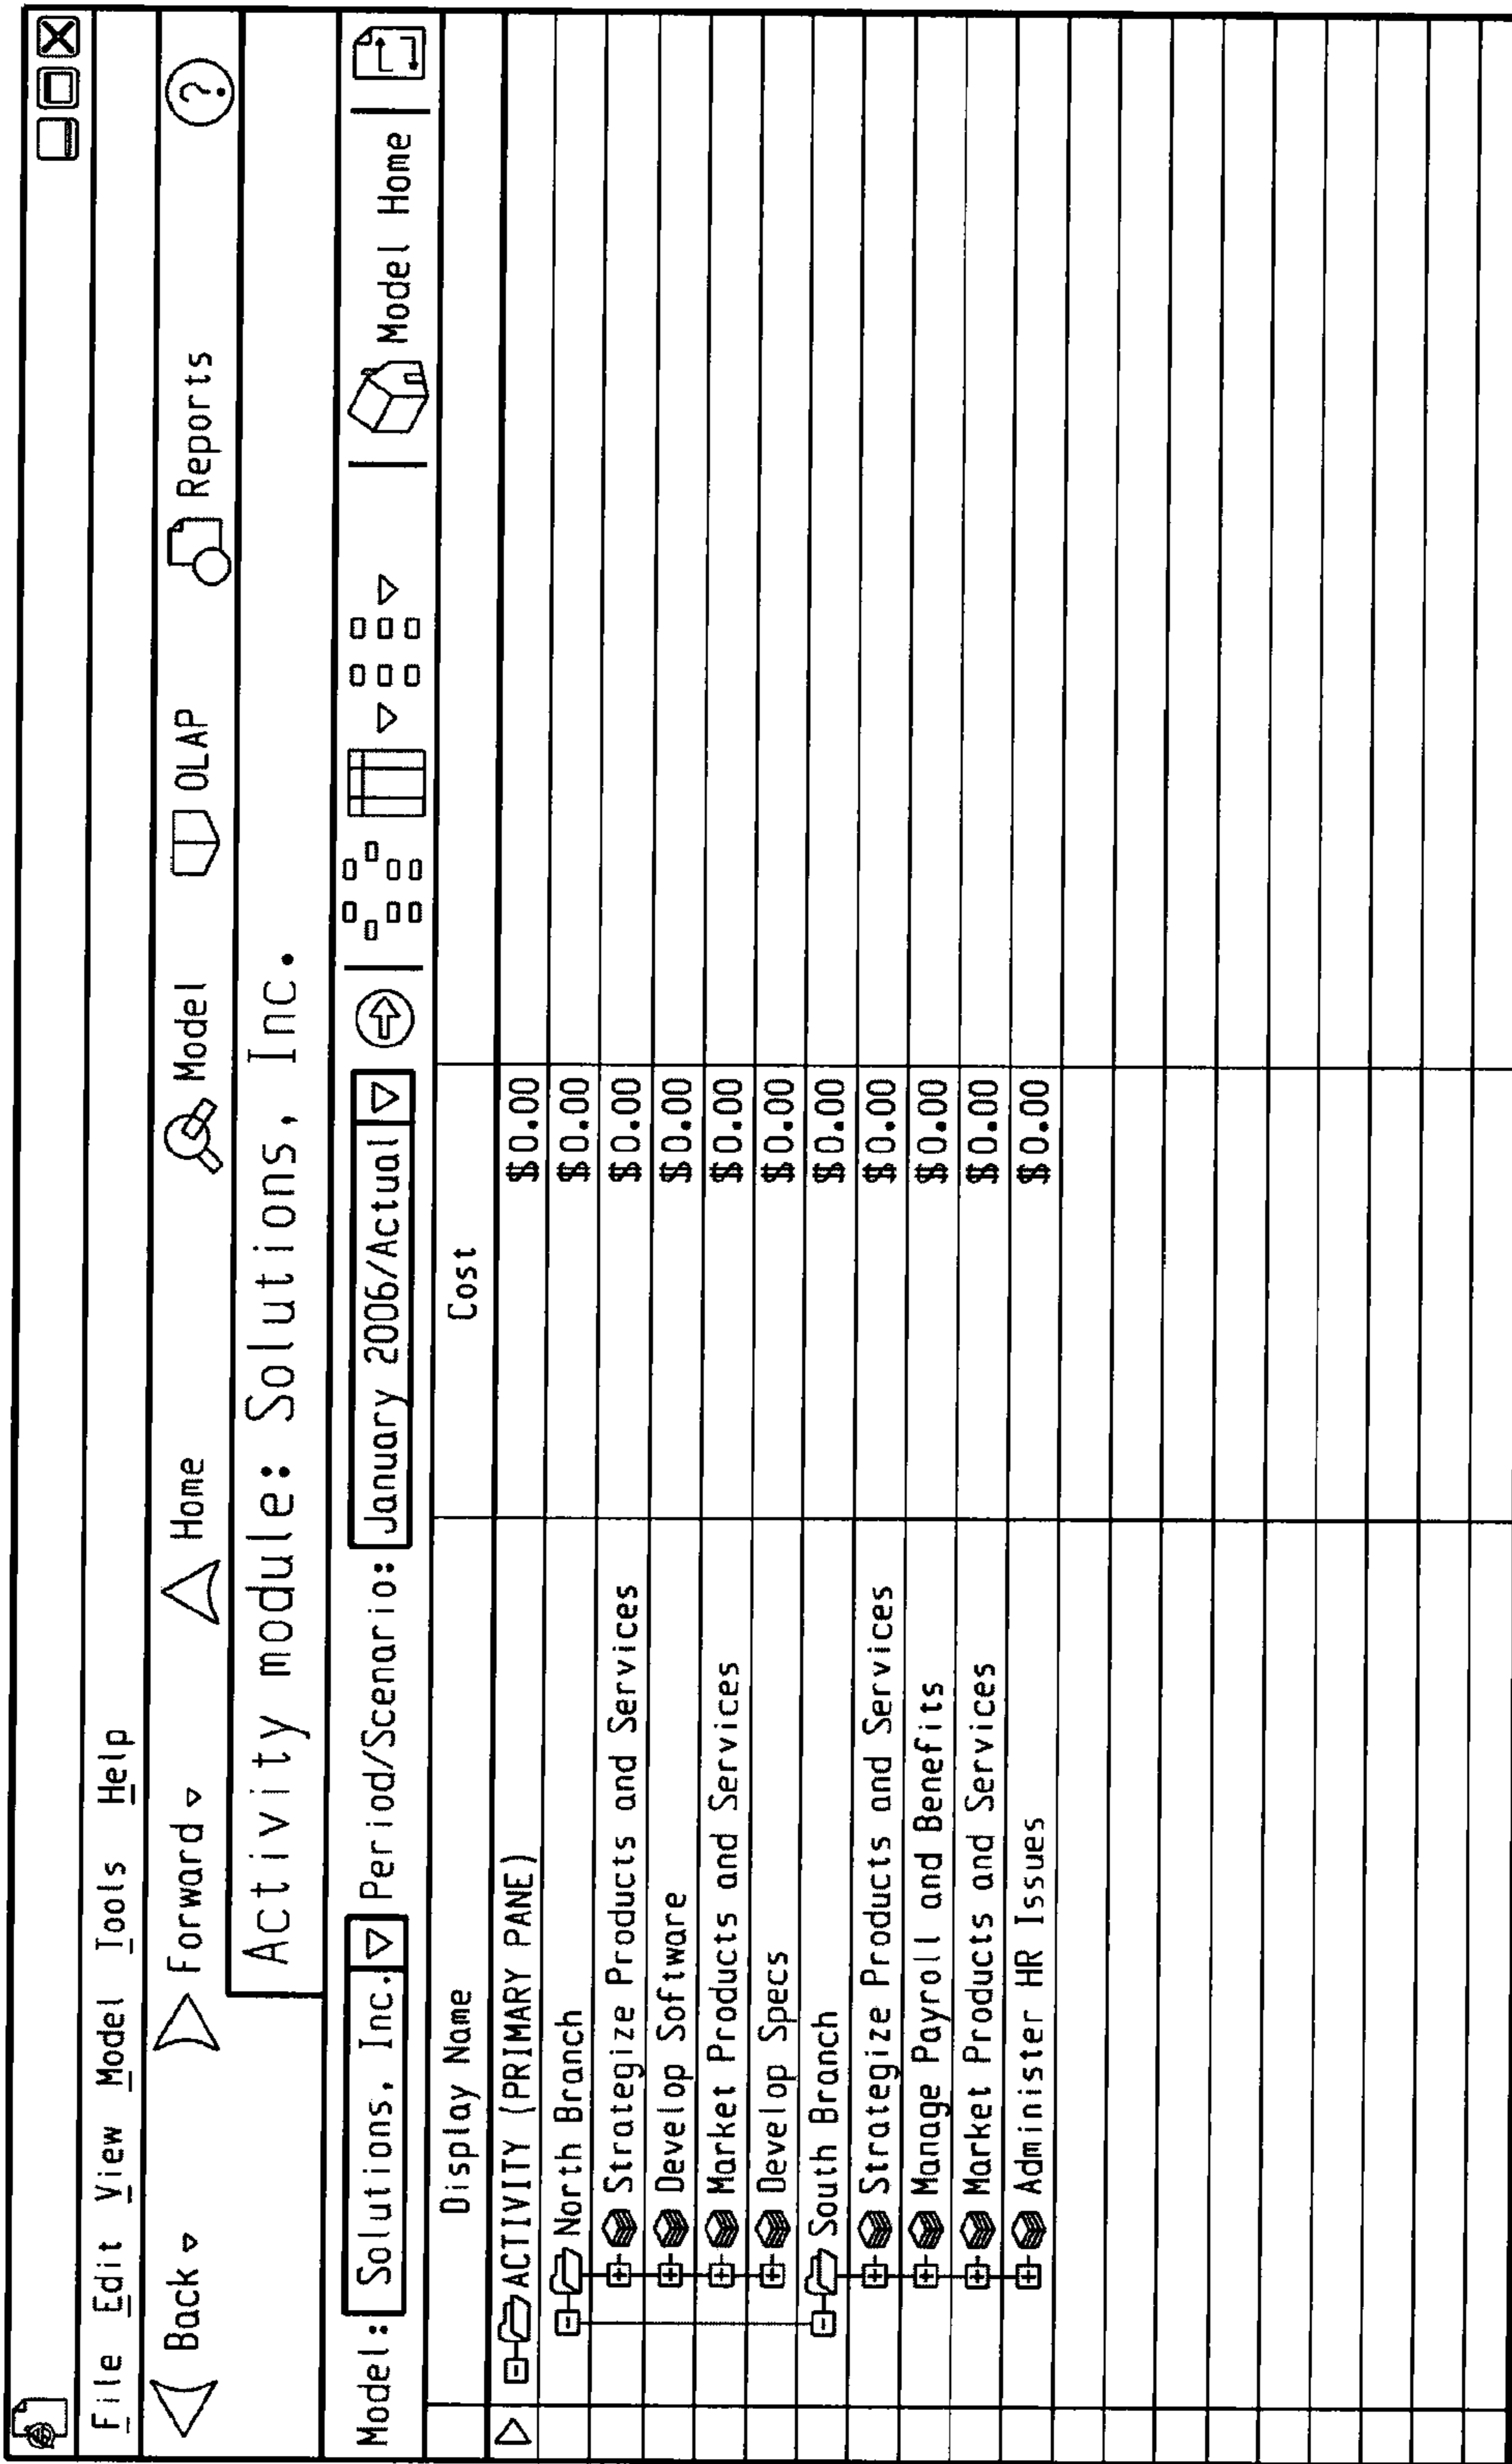 File Edit View Model Tools Help
Back Forward Home Model OLAP Reports ?
Activity module: Solutions, Inc.
Model: Solutions, Inc. Period/Scenario: January 2006/Actual Model Home
Display Name Cost
ACTIVITY (PRIMARY PANE) $0.00
North Branch $0.00
Strategize Products and Services $0.00
Develop Software $0.00
Market Products and Services $0.00
Develop Specs $0.00
South Branch $0.00
Strategize Products and Services $0.00
Manage Payroll and Benefits $0.00
Market Products and Services $0.00
Administer HR Issues $0.00